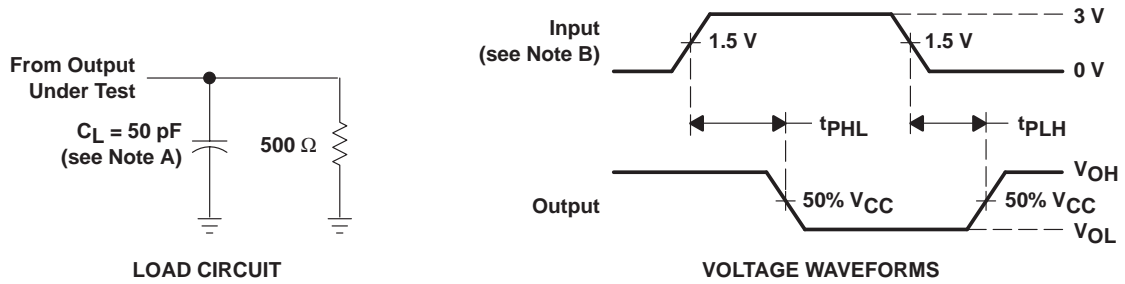 From Output
Under Test
CL = 50 pF
(see Note A)
500 Ω
LOAD CIRCUIT
Input
(see Note B)
1.5 V
1.5 V
3 V
0 V
tPHL
tPLH
Output
50% VCC
50% VCC
VOH
VOL
VOLTAGE WAVEFORMS